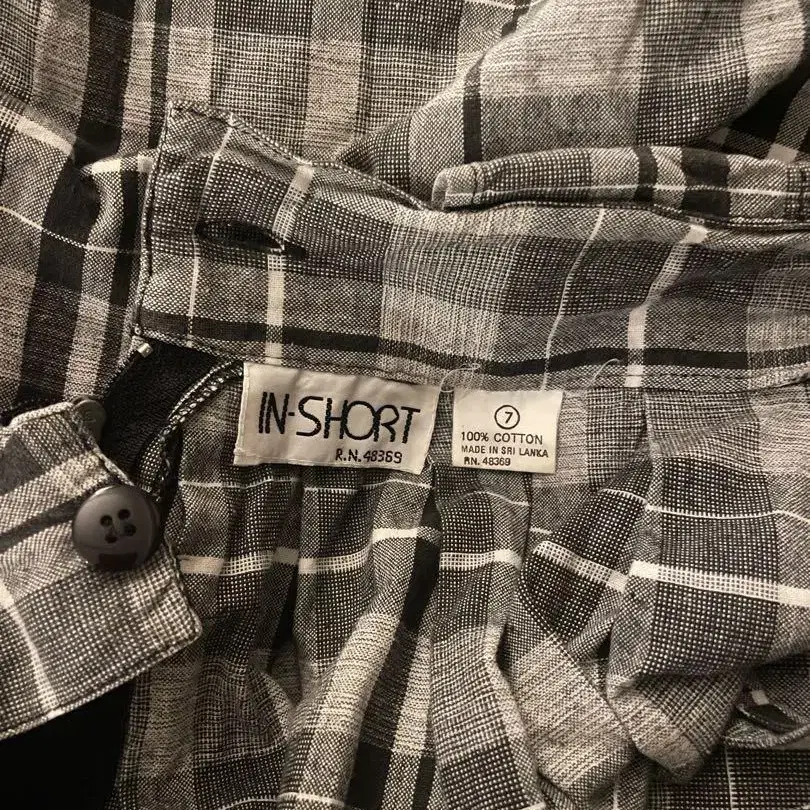 IN-SHORT
R.N. 48369
7
100% COTTON
MADE IN SRI LANKA
RN. 48369